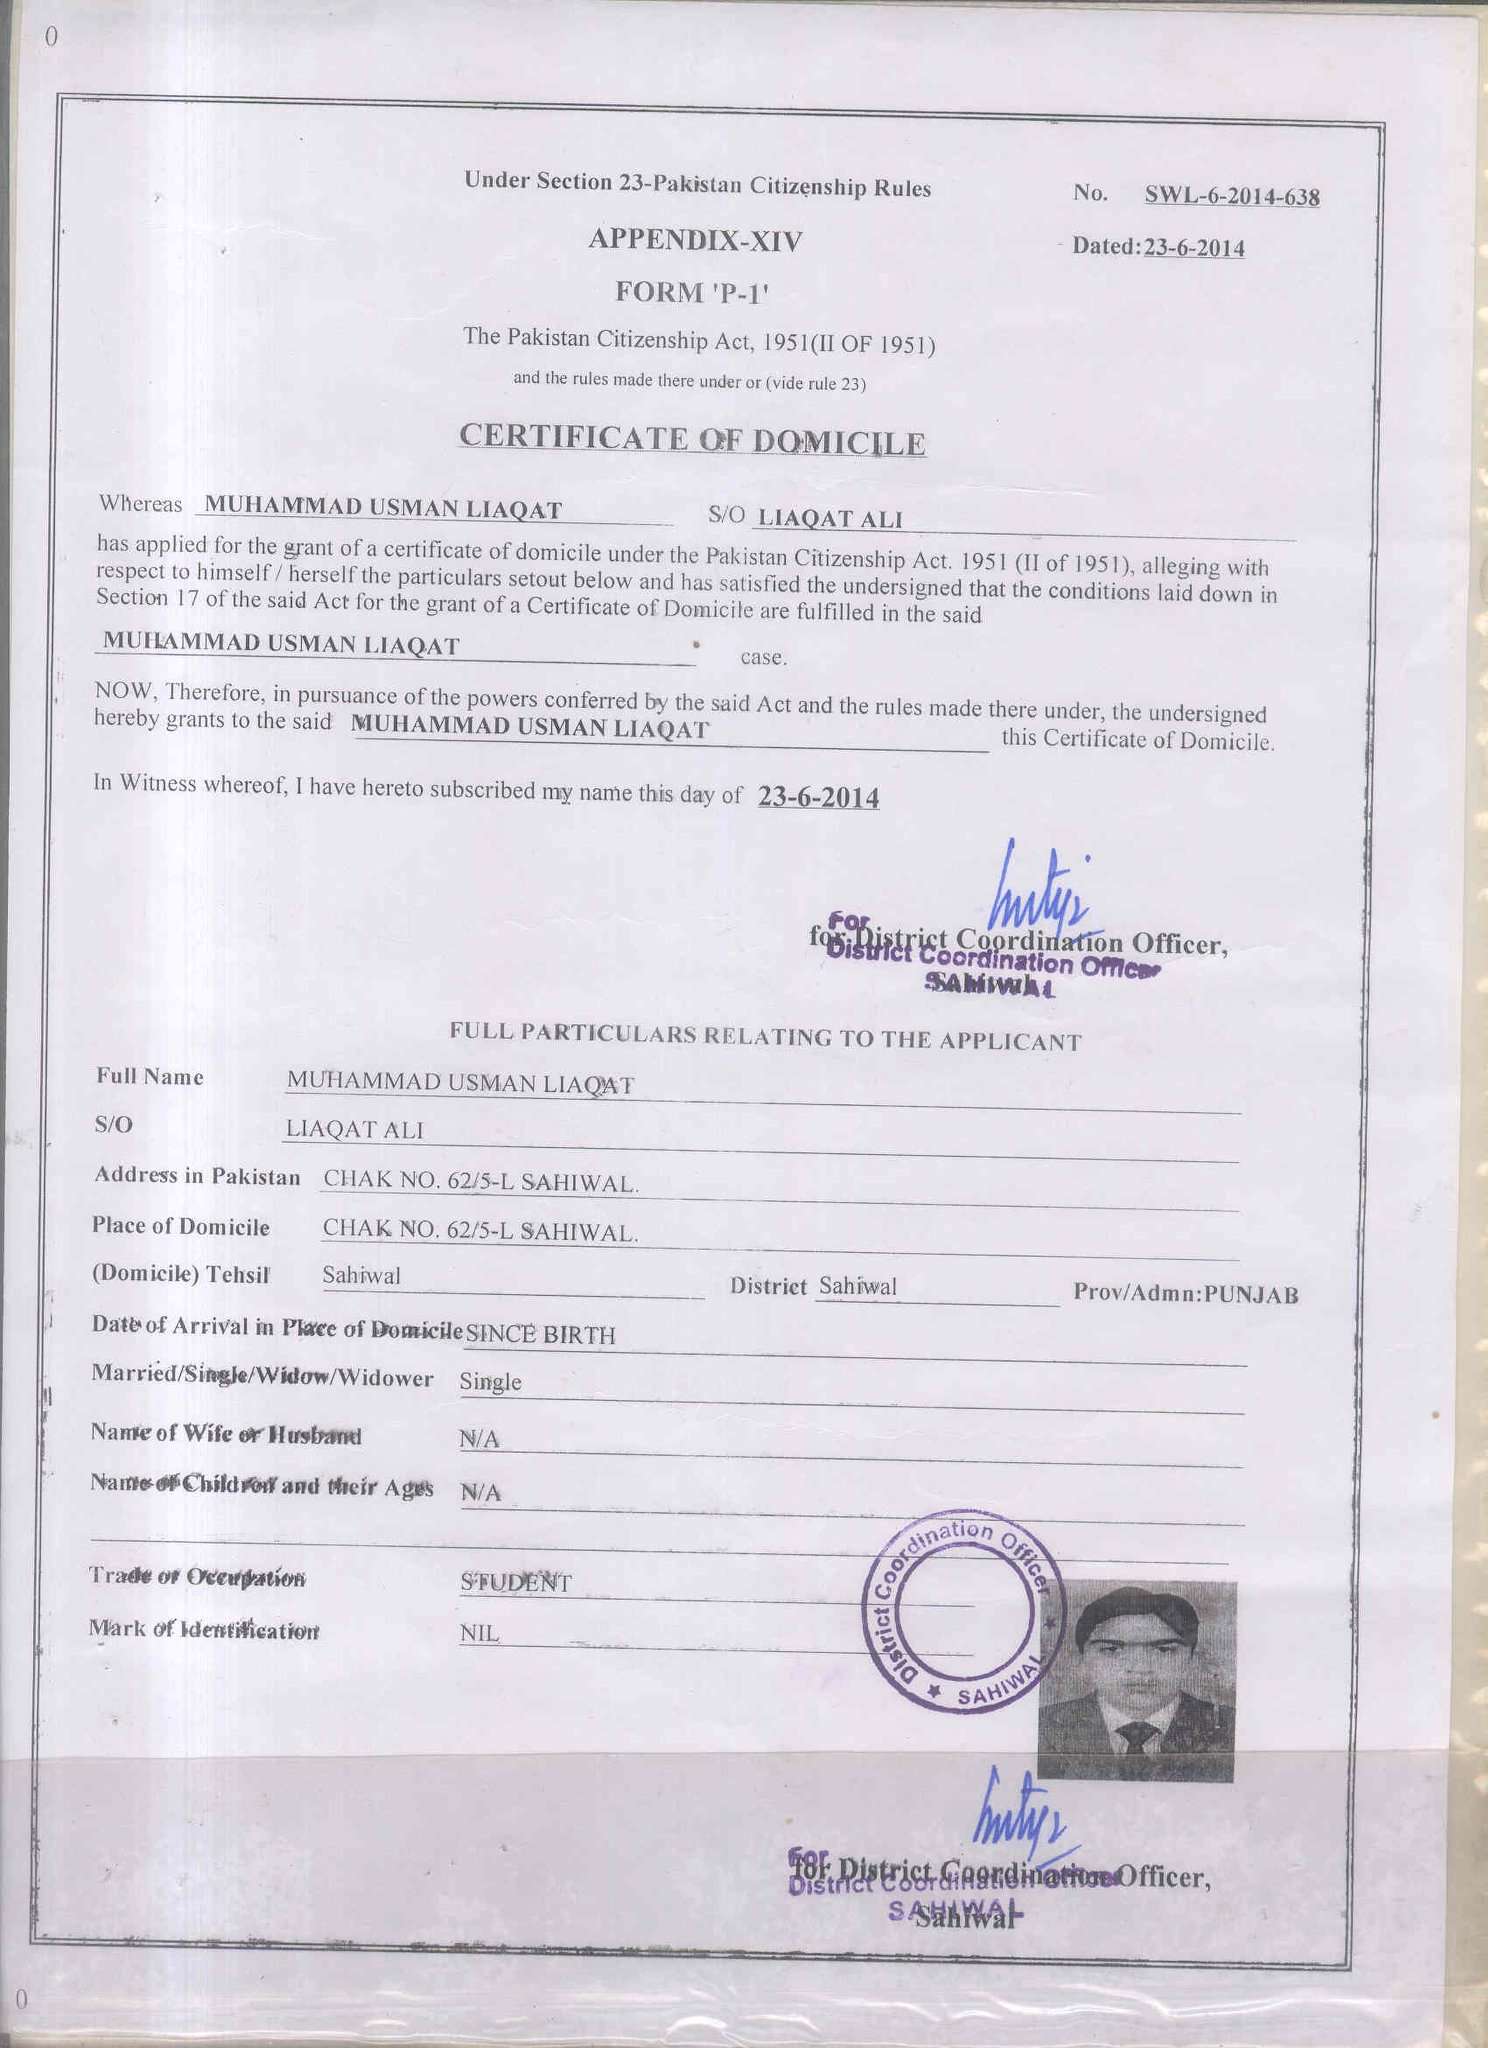 0
Under Section 23-Pakistan Citizenship Rules
No. SWL-6-2014-638
APPENDIX-XIV
Dated:23-6-2014
FORM 'P-1'
The Pakistan Citizenship Act, 1951(II OF 1951)
and the rules made there under or (vide rule 23)
CERTIFICATE OF DOMICILE
Whereas MUHAMMAD USMAN LIAQAT S/O LIAQAT ALI
has applied for the grant of a certificate of domicile under the Pakistan Citizenship Act. 1951 (II of 1951), alleging with
respect to himself / herself the particulars setout below and has satisfied the undersigned that the conditions laid down in
Section 17 of the said Act for the grant of a Certificate of Domicile are fulfilled in the said
MUHAMMAD USMAN LIAQAT case.
NOW, Therefore, in pursuance of the powers conferred by the said Act and the rules made there under, the undersigned
hereby grants to the said MUHAMMAD USMAN LIAQAT this Certificate of Domicile.
In Witness whereof, I have hereto subscribed my name this day of 23-6-2014
For
for District Coordination Officer,
District Coordination Officer
Sahiwal
SAHIWAL
FULL PARTICULARS RELATING TO THE APPLICANT
Full Name MUHAMMAD USMAN LIAQAT
S/O LIAQAT ALI
Address in Pakistan CHAK NO. 62/5-L SAHIWAL.
Place of Domicile CHAK NO. 62/5-L SAHIWAL.
(Domicile) Tehsil Sahiwal District Sahiwal Prov/Admn:PUNJAB
Date of Arrival in Place of Domicile SINCE BIRTH
Married/Single/Widow/Widower Single
Name of Wife or Husband N/A
Name of Children and their Ages N/A
Trade or Occupation STUDENT
Mark of Identification NIL
District Coordination Officer
★ SAHIWAL ★
For
for District Coordination Officer,
District Coordination Officer
SAHIWAL
Sahiwal
0